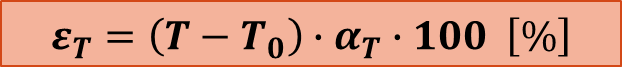 ε_T = (T − T_0) · α_T · 100 [%]